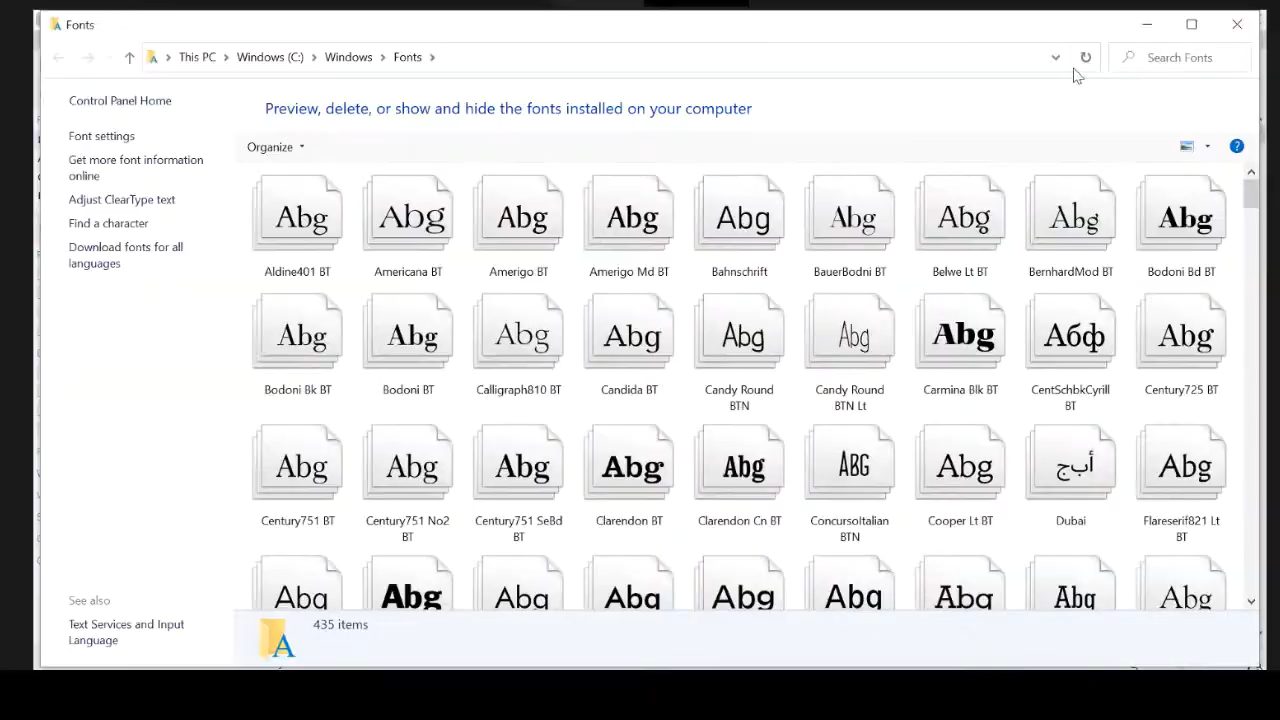 Fonts
This PC > Windows (C:) > Windows > Fonts >
Search Fonts
Control Panel Home
Font settings
Get more font information
online
Adjust ClearType text
Find a character
Download fonts for all
languages
See also
Text Services and Input
Language
Preview, delete, or show and hide the fonts installed on your computer
Organize
Abg Abg Abg Abg Abg Abg Abg Abg Abg
Aldine401 BT Americana BT Amerigo BT Amerigo Md BT Bahnschrift BauerBodni BT Belwe Lt BT BernhardMod BT Bodoni Bd BT
Abg Abg Abg Abg Abg Abg Abg Абф Abg
Bodoni Bk BT Bodoni BT Calligraph810 BT Candida BT Candy Round BTN Candy Round BTN Lt Carmina Blk BT CentSchbkCyrill BT Century725 BT
Abg Abg Abg Abg Abg ABG Abg أب‌ج Abg
Century751 BT Century751 No2 BT Century751 SeBd BT Clarendon BT Clarendon Cn BT ConcursoItalian BTN Cooper Lt BT Dubai Flareserif821 Lt BT
Abg Abg Abg Abg Abg Abg Abg Abg Abg
435 items